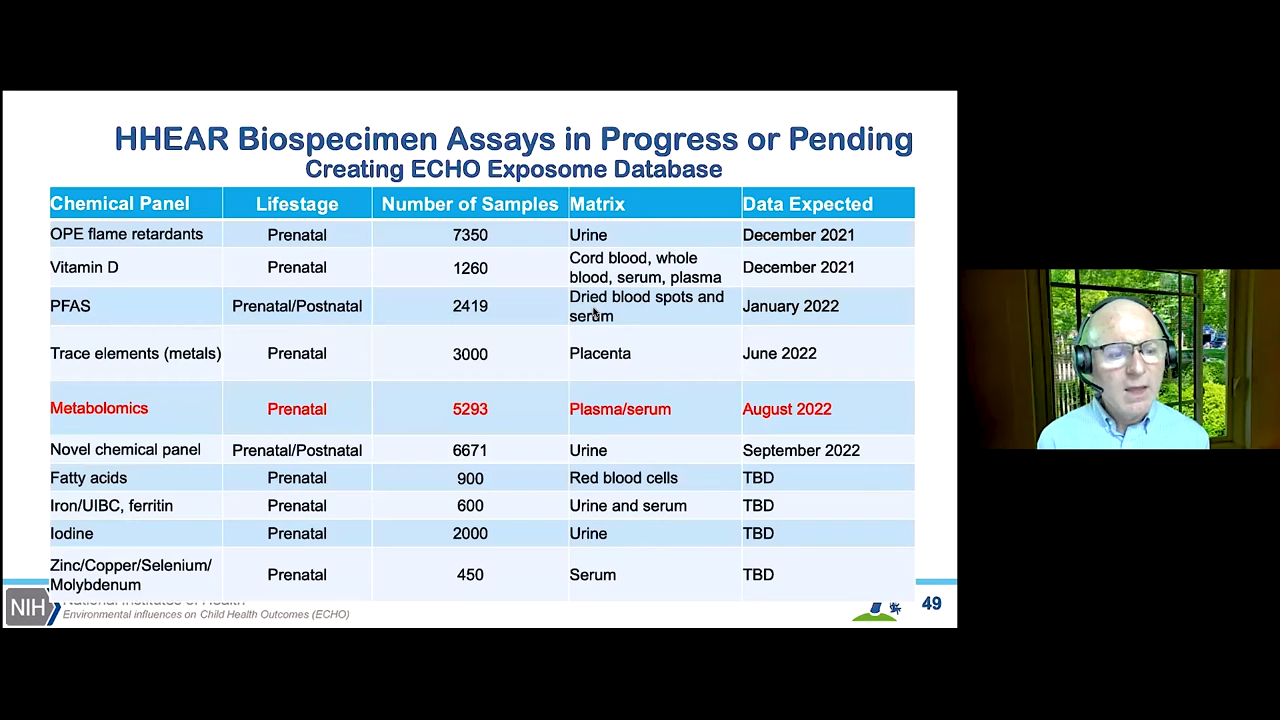 HHEAR Biospecimen Assays in Progress or Pending
Creating ECHO Exposome Database
Chemical Panel Lifestage Number of Samples Matrix Data Expected
OPE flame retardants Prenatal 7350 Urine December 2021
Vitamin D Prenatal 1260 Cord blood, whole
blood, serum, plasma December 2021
PFAS Prenatal/Postnatal 2419 Dried blood spots and
serum January 2022
Trace elements (metals) Prenatal 3000 Placenta June 2022
Metabolomics Prenatal 5293 Plasma/serum August 2022
Novel chemical panel Prenatal/Postnatal 6671 Urine September 2022
Fatty acids Prenatal 900 Red blood cells TBD
Iron/UIBC, ferritin Prenatal 600 Urine and serum TBD
Iodine Prenatal 2000 Urine TBD
Zinc/Copper/Selenium/
Molybdenum Prenatal 450 Serum TBD
NIH
National Institutes of Health
Environmental influences on Child Health Outcomes (ECHO)
49